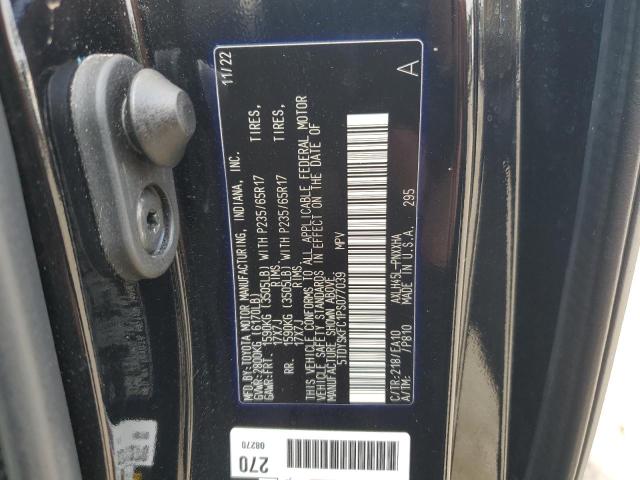 MFD.BY:TOYOTA MOTOR MANUFACTURING, INDIANA, INC. 11/22
GVWR:2800KG (6170LB)
GAWR:FRT. 1590KG (3505LB) WITH P235/65R17 TIRES,
17X7J RIMS
RR. 1590KG (3505LB) WITH P235/65R17 TIRES,
17X7J RIMS
THIS VEHICLE CONFORMS TO ALL APPLICABLE FEDERAL MOTOR
VEHICLE SAFETY STANDARDS IN EFFECT ON THE DATE OF
MANUFACTURE SHOWN ABOVE.
5TDYSKFC1PS077039 MPV
C/TR:218/EA10 AXLH45L-PNXXHA A
A/TM: /P810 MADE IN U.S.A. 295
270
08270